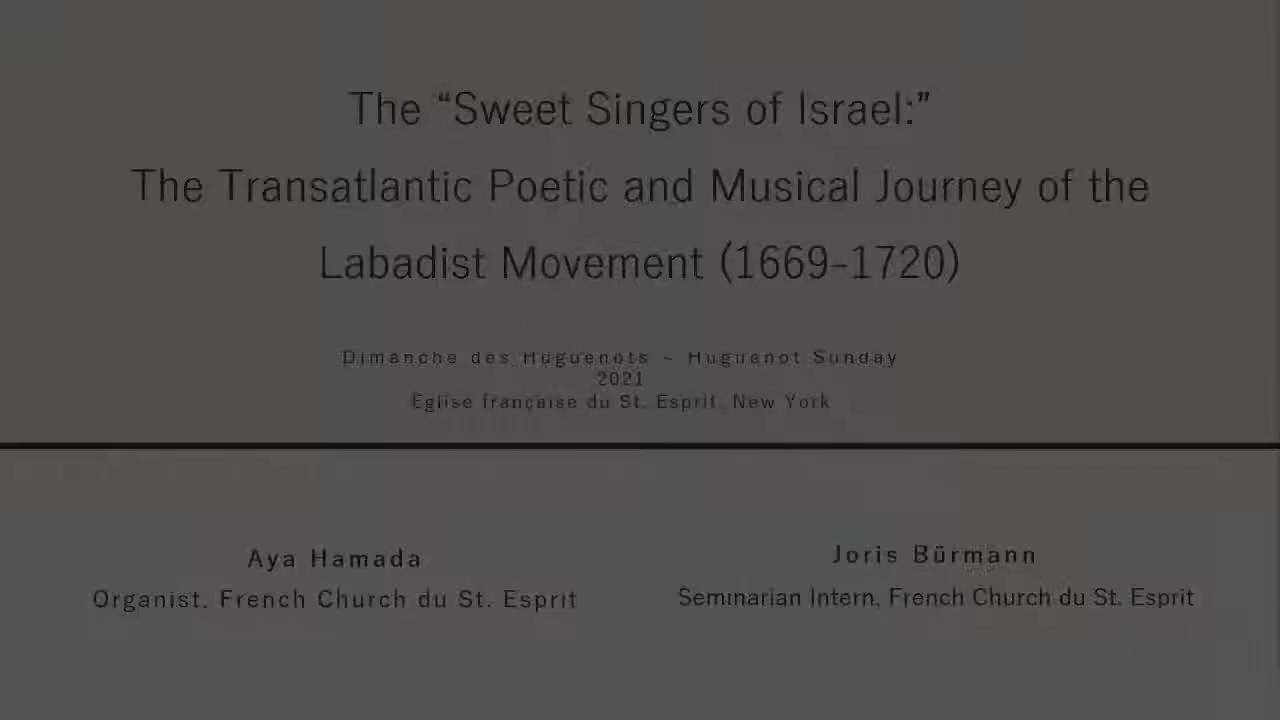 The “Sweet Singers of Israel:”
The Transatlantic Poetic and Musical Journey of the
Labadist Movement (1669-1720)
Dimanche des Huguenots ~ Huguenot Sunday
2021
Eglise française du St. Esprit, New York
Aya Hamada
Organist, French Church du St. Esprit
Joris Bürmann
Seminarian Intern, French Church du St. Esprit